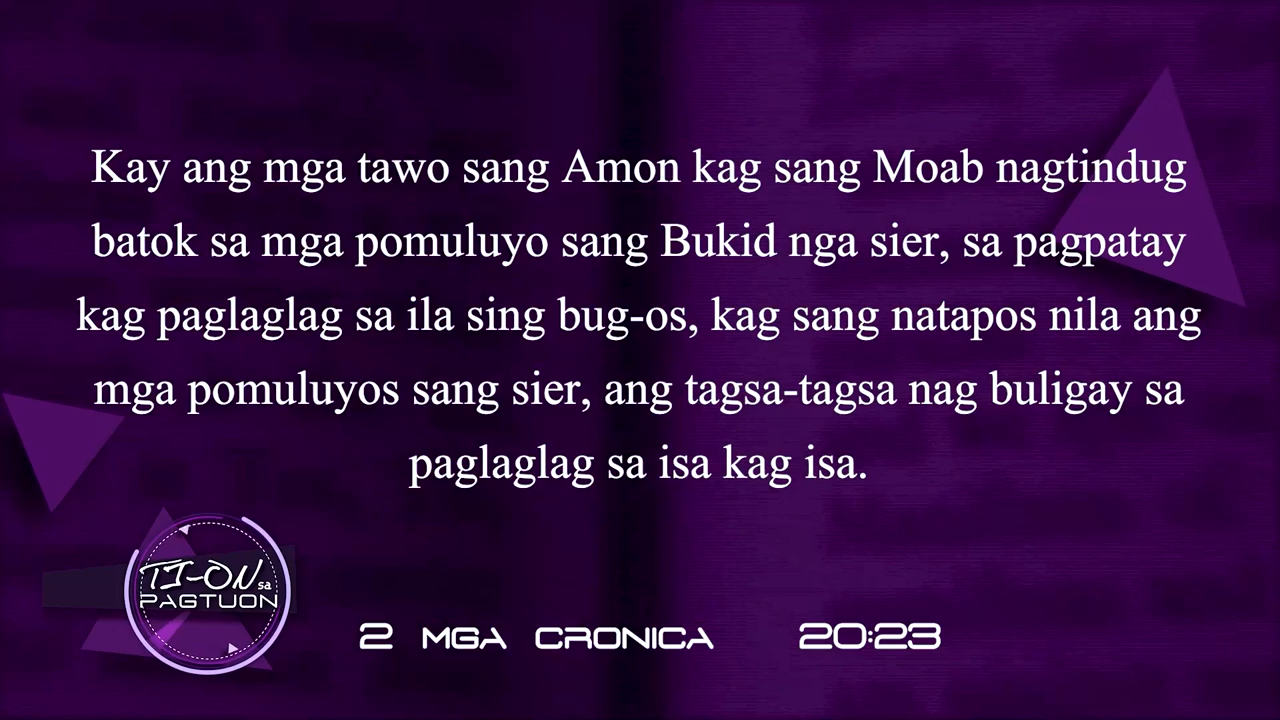 Kay ang mga tawo sang Amon kag sang Moab nagtindug
batok sa mga pomuluyo sang Bukid nga sier, sa pagpatay
kag paglaglag sa ila sing bug-os, kag sang natapos nila ang
mga pomuluyos sang sier, ang tagsa-tagsa nag buligay sa
paglaglag sa isa kag isa.
TI-ON sa
PAGTUON
2 MGA CRONICA 20:23